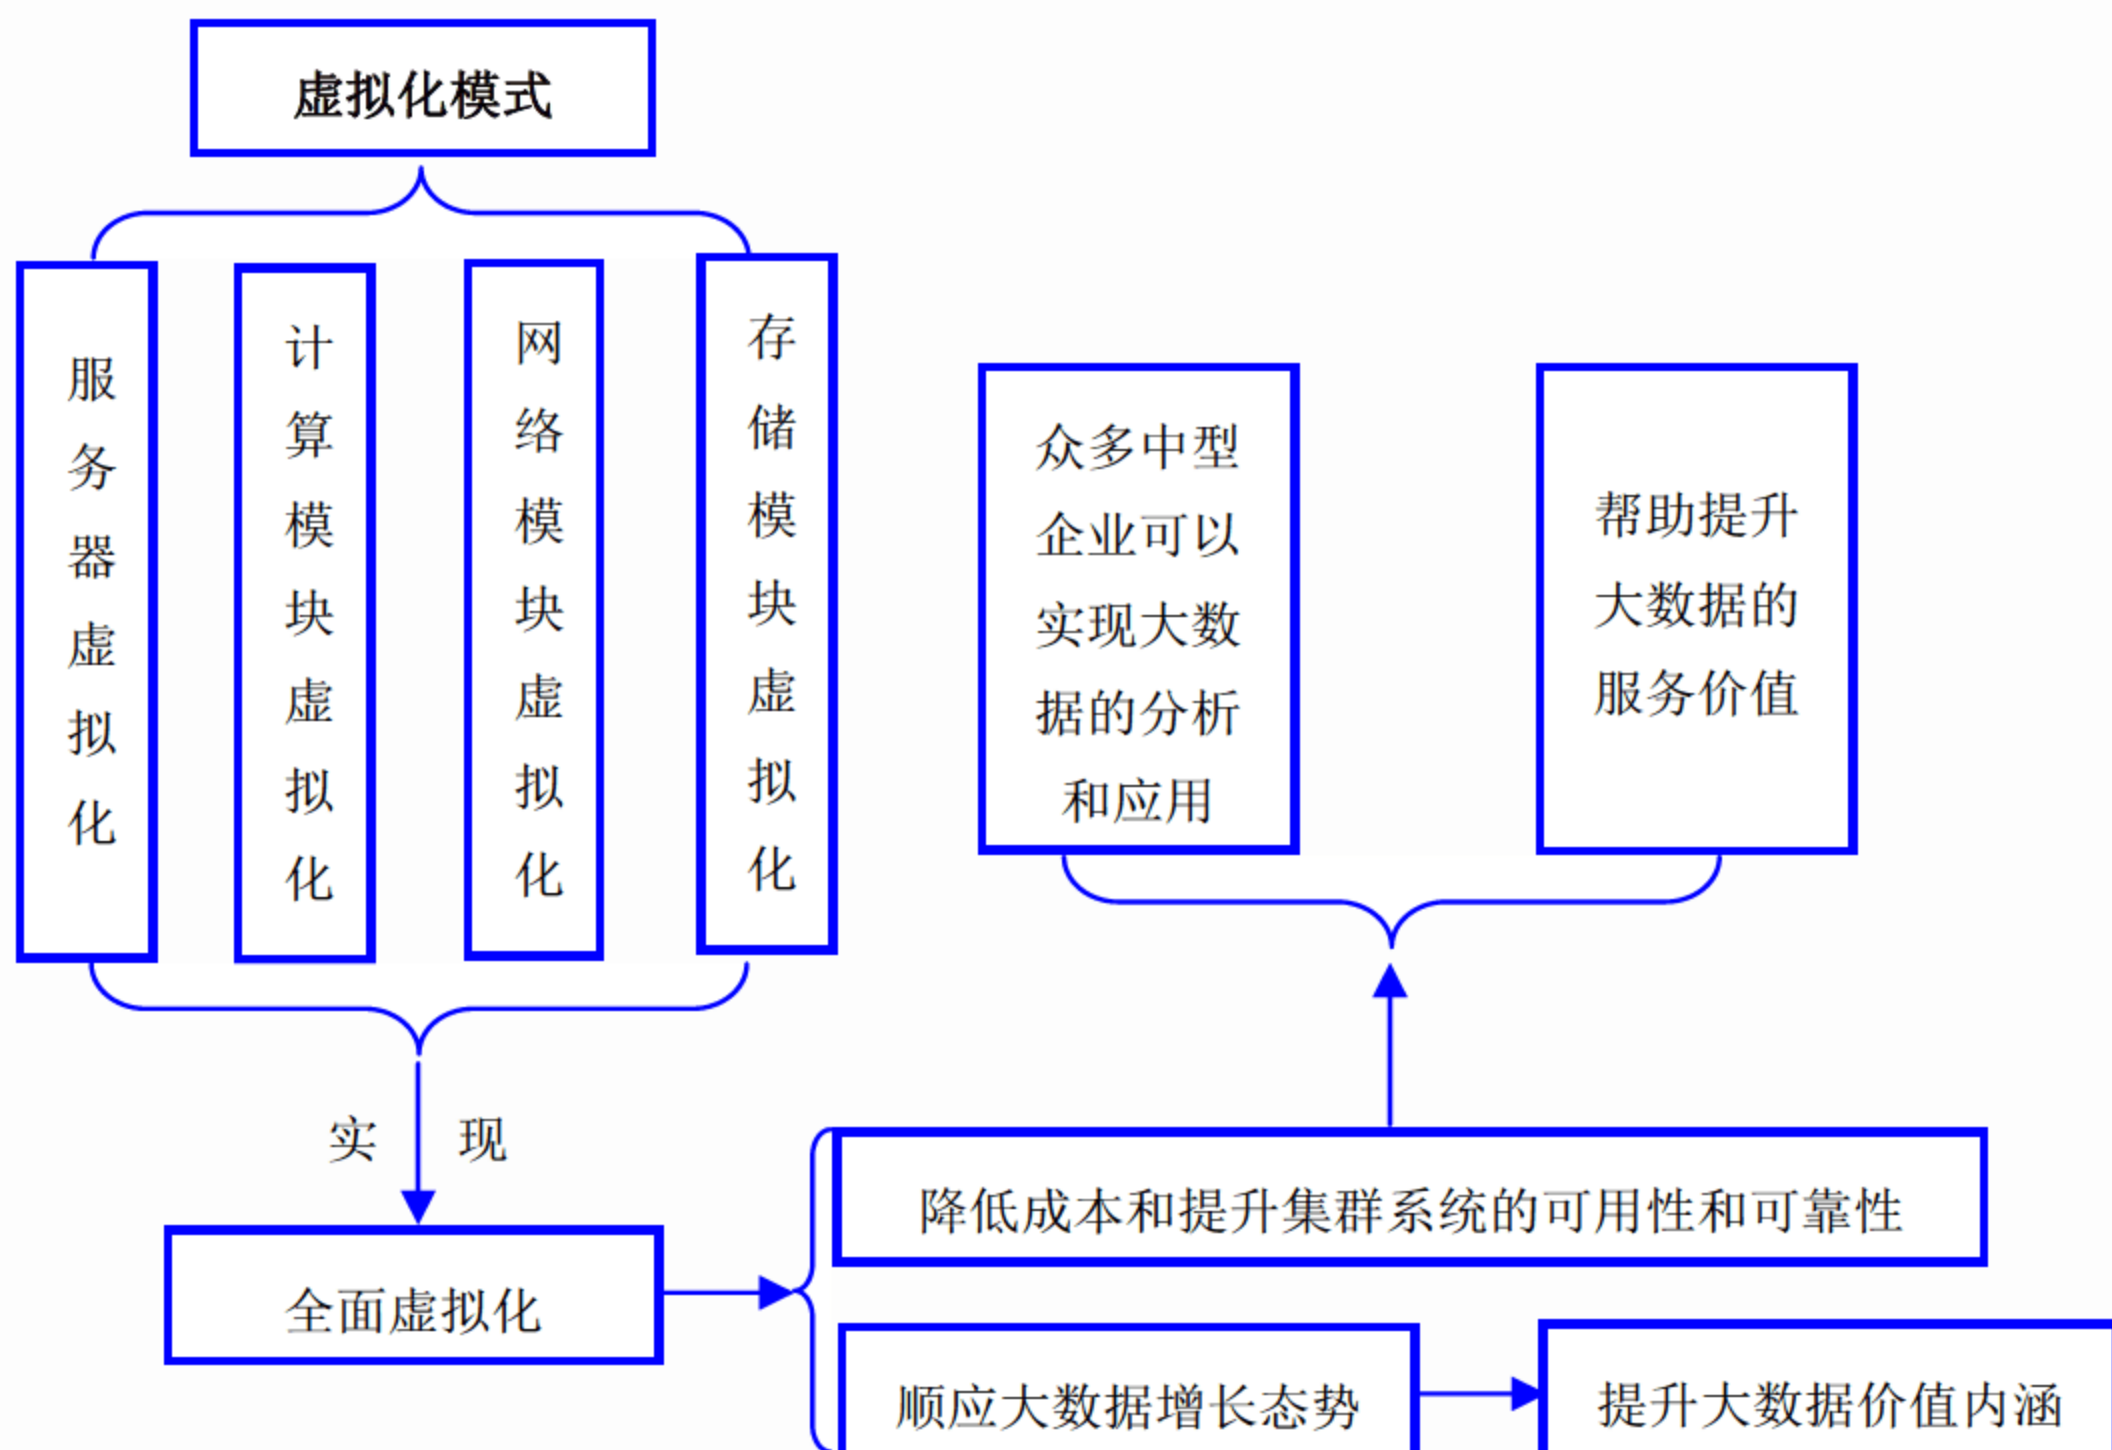 虚拟化模式
服务器虚拟化
计算模块虚拟化
网络模块虚拟化
存储模块虚拟化
众多中型
企业可以
实现大数
据的分析
和应用
帮助提升
大数据的
服务价值
实 现
降低成本和提升集群系统的可用性和可靠性
全面虚拟化
顺应大数据增长态势
提升大数据价值内涵